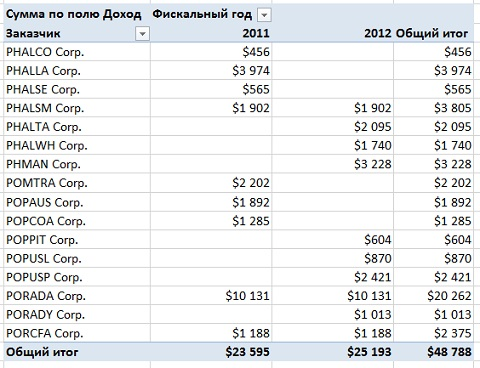 Сумма по полю Доход Фискальный год
Заказчик 2011 2012 Общий итог
PHALCO Corp. $456 $456
PHALLA Corp. $3 974 $3 974
PHALSE Corp. $565 $565
PHALSM Corp. $1 902 $1 902 $3 805
PHALTA Corp. $2 095 $2 095
PHALWH Corp. $1 740 $1 740
PHMAN Corp. $3 228 $3 228
POMTRA Corp. $2 202 $2 202
POPAUS Corp. $1 892 $1 892
POPCOA Corp. $1 285 $1 285
POPPIT Corp. $604 $604
POPUSL Corp. $870 $870
POPUSP Corp. $2 421 $2 421
PORADA Corp. $10 131 $10 131 $20 262
PORADY Corp. $1 013 $1 013
PORCFA Corp. $1 188 $1 188 $2 375
Общий итог $23 595 $25 193 $48 788